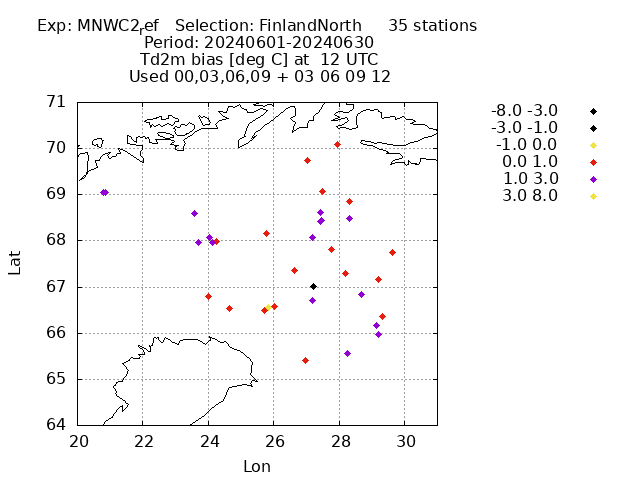 Exp: MNWC2ref   Selection: FinlandNorth     35 stations
Period: 20240601-20240630
Td2m bias [deg C] at  12 UTC
Used 00,03,06,09 + 03 06 09 12
-8.0 -3.0
-3.0 -1.0
-1.0 0.0
0.0 1.0
1.0 3.0
3.0 8.0
71
70
69
68
67
66
65
64
Lat
20 22 24 26 28 30
Lon